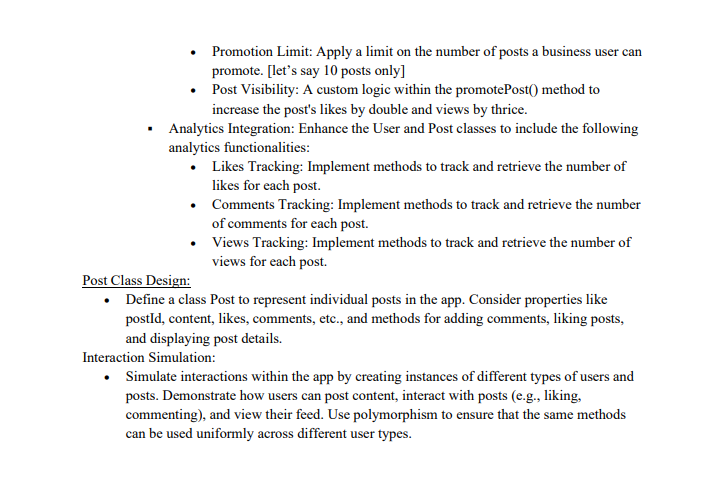 • Promotion Limit: Apply a limit on the number of posts a business user can
promote. [let’s say 10 posts only]
• Post Visibility: A custom logic within the promotePost() method to
increase the post's likes by double and views by thrice.
▪ Analytics Integration: Enhance the User and Post classes to include the following
analytics functionalities:
• Likes Tracking: Implement methods to track and retrieve the number of
likes for each post.
• Comments Tracking: Implement methods to track and retrieve the number
of comments for each post.
• Views Tracking: Implement methods to track and retrieve the number of
views for each post.
Post Class Design:
• Define a class Post to represent individual posts in the app. Consider properties like
postId, content, likes, comments, etc., and methods for adding comments, liking posts,
and displaying post details.
Interaction Simulation:
• Simulate interactions within the app by creating instances of different types of users and
posts. Demonstrate how users can post content, interact with posts (e.g., liking,
commenting), and view their feed. Use polymorphism to ensure that the same methods
can be used uniformly across different user types.